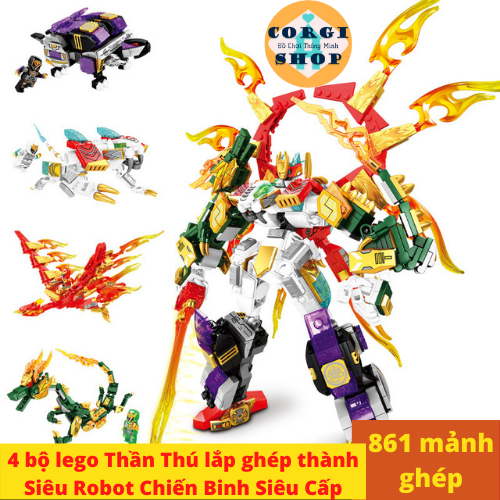 CORGI
Đồ Chơi Thông Minh
SHOP
4 bộ lego Thần Thú lắp ghép thành
Siêu Robot Chiến Binh Siêu Cấp
861 mảnh
ghép